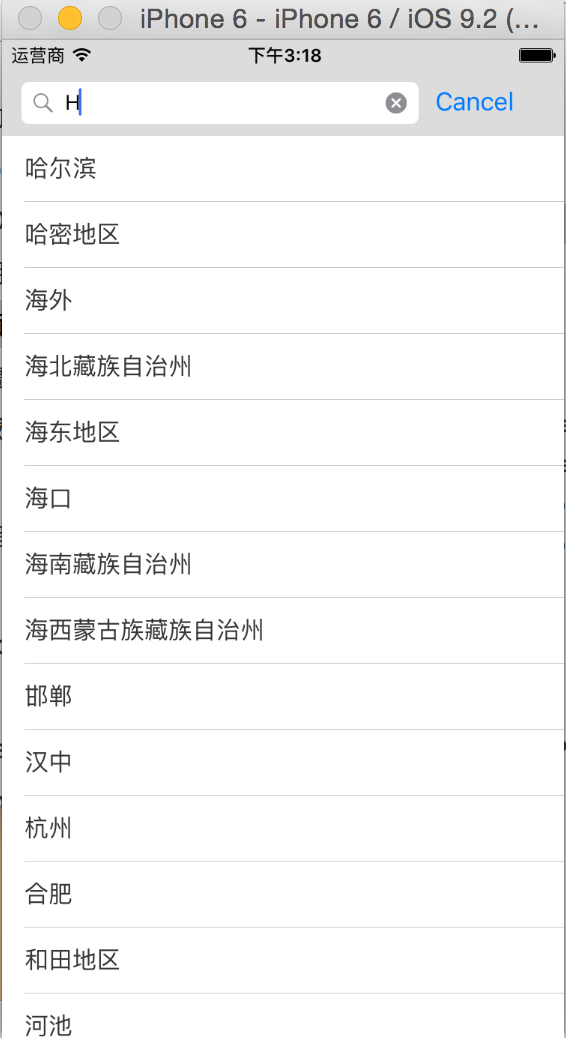 iPhone 6 - iPhone 6 / iOS 9.2 (...
运营商 下午3:18
H Cancel
哈尔滨
哈密地区
海外
海北藏族自治州
海东地区
海口
海南藏族自治州
海西蒙古族藏族自治州
邯郸
汉中
杭州
合肥
和田地区
河池